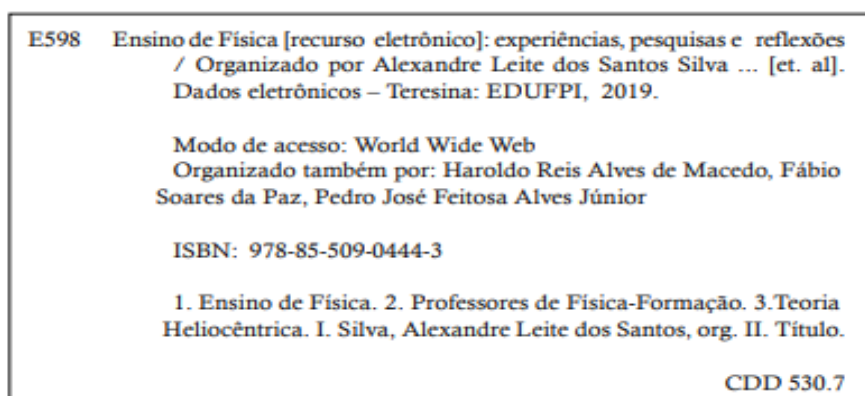 E598 Ensino de Física [recurso eletrônico]: experiências, pesquisas e reflexões
/ Organizado por Alexandre Leite dos Santos Silva ... [et. al].
Dados eletrônicos – Teresina: EDUFPI, 2019.
Modo de acesso: World Wide Web
Organizado também por: Haroldo Reis Alves de Macedo, Fábio
Soares da Paz, Pedro José Feitosa Alves Júnior
ISBN: 978-85-509-0444-3
1. Ensino de Física. 2. Professores de Física-Formação. 3.Teoria
Heliocêntrica. I. Silva, Alexandre Leite dos Santos, org. II. Título.
CDD 530.7